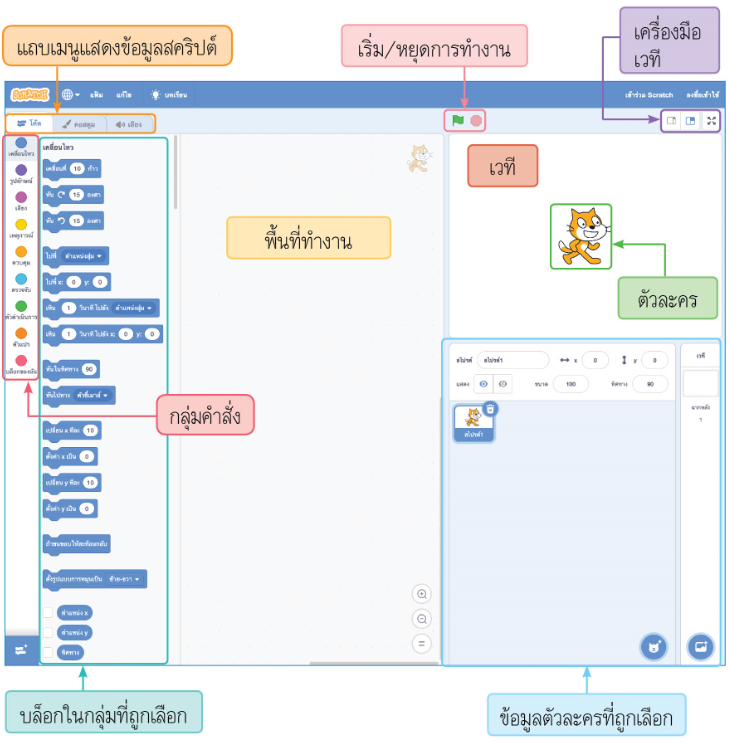 แถบเมนูแสดงข้อมูลสคริปต์
เริ่ม/หยุดการทำงาน
เครื่องมือ
เวที
SCRATCH
แฟ้ม
แก้ไข
บทเรียน
เข้าร่วม Scratch
ลงชื่อเข้าใช้
โค้ด
คอสตูม
เสียง
เคลื่อนไหว
รูปลักษณ์
เสียง
เหตุการณ์
ควบคุม
ตรวจจับ
ตัวดำเนินการ
ตัวแปร
บล็อกของฉัน
เคลื่อนไหว
เคลื่อนที่ 10 ก้าว
หัน 15 องศา
หัน 15 องศา
ไปที่ ตำแหน่งสุ่ม
ไปที่ x: 0 y: 0
เหิน 1 วินาที ไปยัง ตำแหน่งสุ่ม
เหิน 1 วินาที ไปยัง x: 0 y: 0
หันในทิศทาง 90
หันไปทาง ตัวชี้เมาส์
เปลี่ยน x ทีละ 10
ตั้งค่า x เป็น 0
เปลี่ยน y ทีละ 10
ตั้งค่า y เป็น 0
ถ้าชนขอบให้สะท้อนกลับ
ตั้งรูปแบบการหมุนเป็น ซ้าย-ขวา
ตำแหน่ง x
ตำแหน่ง y
ทิศทาง
พื้นที่ทำงาน
เวที
ตัวละคร
กลุ่มคำสั่ง
สไปรต์ สไปรต์1 x 0 y 0
แสดง ขนาด 100 ทิศทาง 90
สไปรต์1
เวที
ฉากหลัง
1
บล็อกในกลุ่มที่ถูกเลือก
ข้อมูลตัวละครที่ถูกเลือก